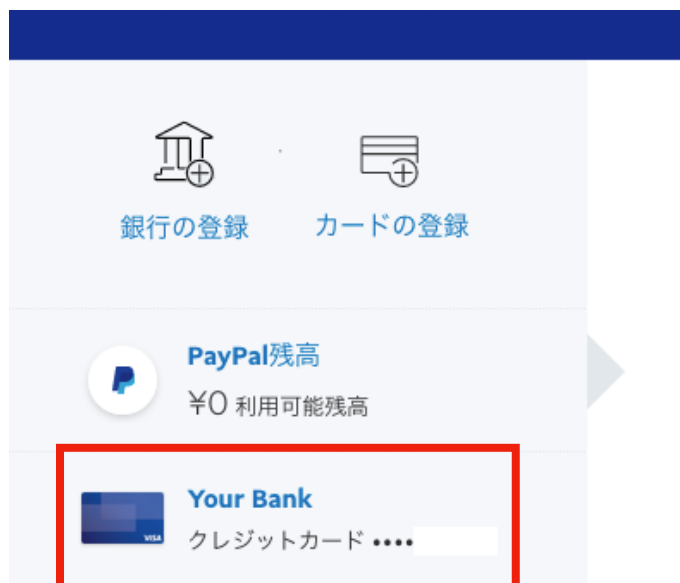 銀行の登録
カードの登録
PayPal残高
¥0 利用可能残高
VISA
Your Bank
クレジットカード ••••